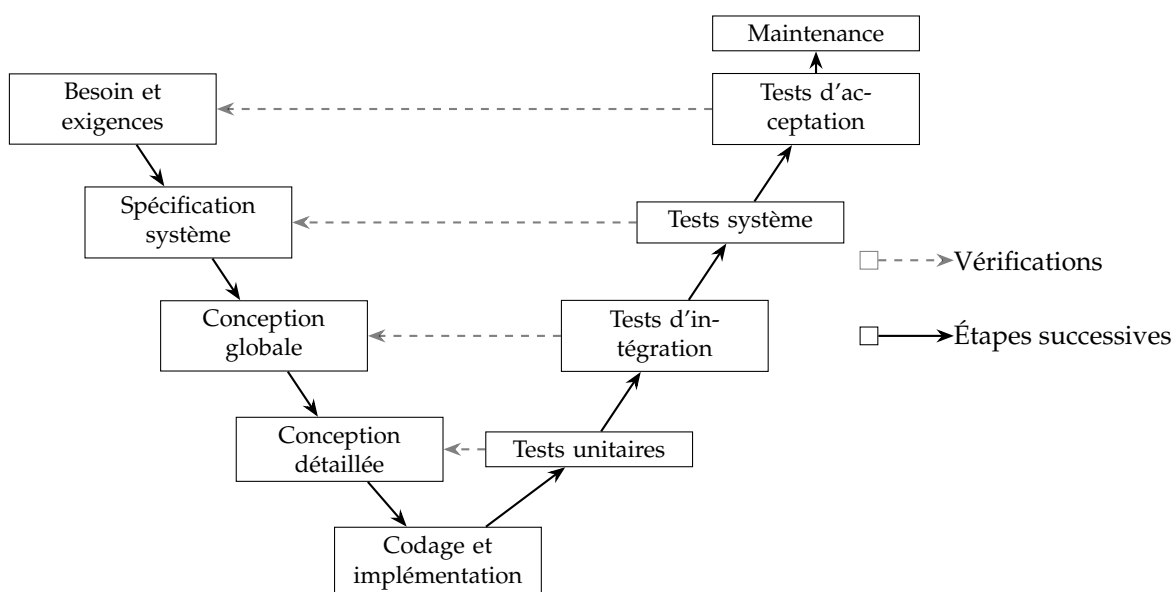 Maintenance
Besoin et
exigences
Tests d'ac-
ceptation
Spécification
système
Tests système
Vérifications
Conception
globale
Tests d'in-
tégration
Étapes successives
Conception
détaillée
Tests unitaires
Codage et
implémentation